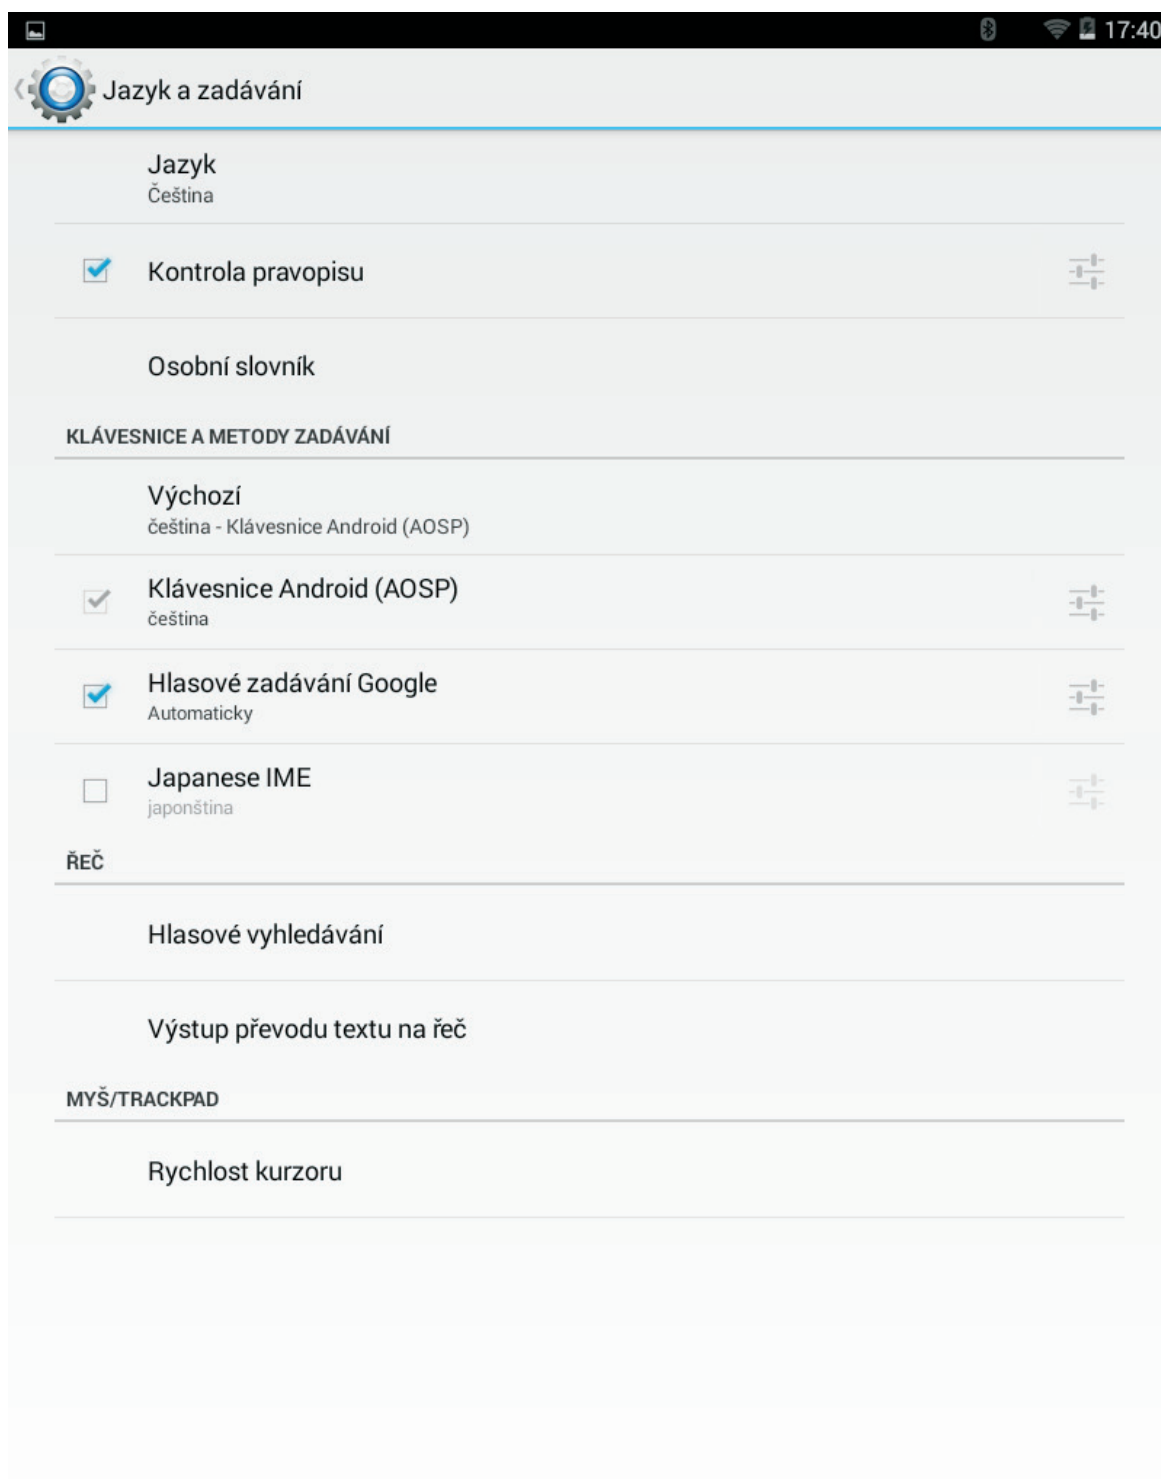 17:40
Jazyk a zadávání
Jazyk
Čeština
Kontrola pravopisu
Osobní slovník
KLÁVESNICE A METODY ZADÁVÁNÍ
Výchozí
čeština - Klávesnice Android (AOSP)
Klávesnice Android (AOSP)
čeština
Hlasové zadávání Google
Automaticky
Japanese IME
japonština
ŘEČ
Hlasové vyhledávání
Výstup převodu textu na řeč
MYŠ/TRACKPAD
Rychlost kurzoru